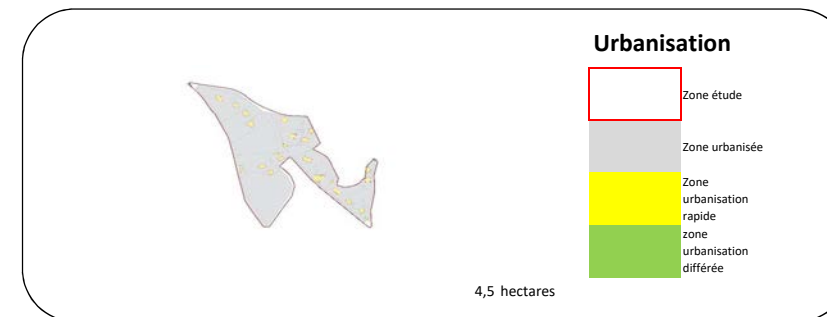 Urbanisation
Zone étude
Zone urbanisée
Zone
urbanisation
rapide
zone
urbanisation
différée
4,5 hectares